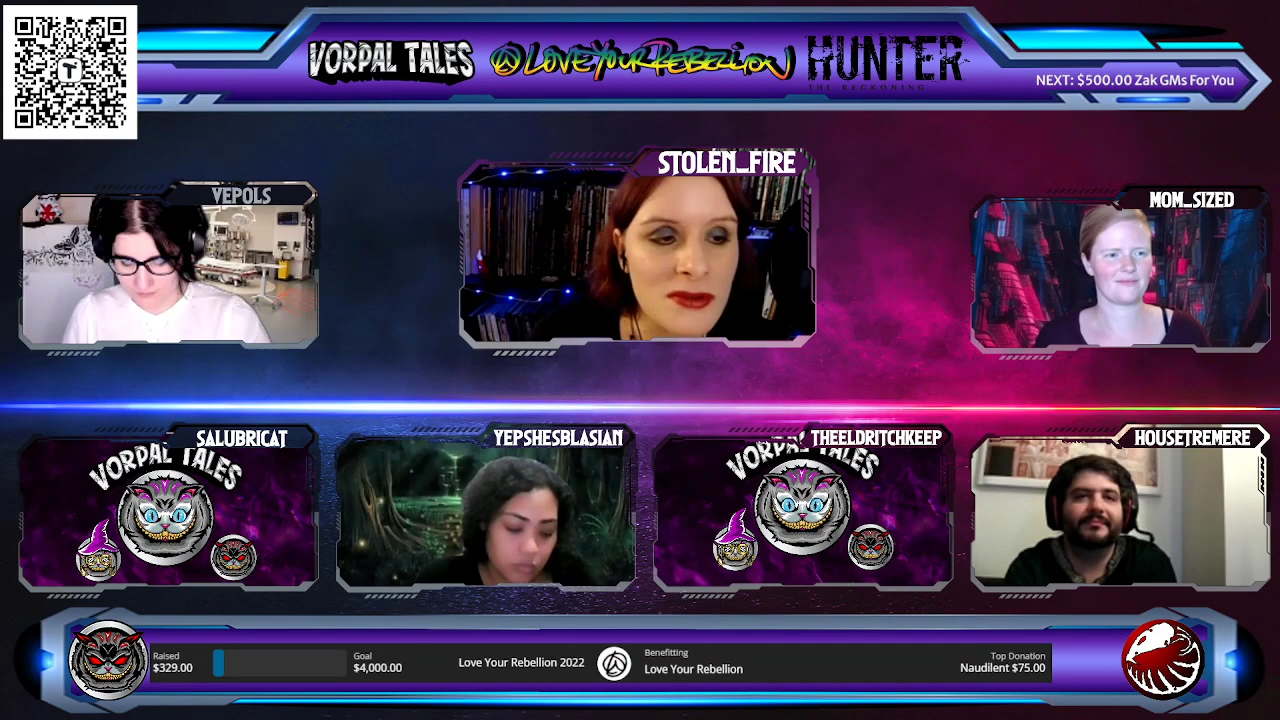 VORPAL TALES
@LOVEYOURREBELLION
HUNTER
THE RECKONING
NEXT: $500.00 Zak GMs For You
T
VEPOLS
STOLEN_FIRE
MOM_SIZED
SALUBRICAT
VORPAL TALES
YEPSHESBLASIAN
THEELDRITCHKEEP
VORPAL TALES
HOUSETREMERE
Raised
$329.00
Goal
$4,000.00
Love Your Rebellion 2022
Benefitting
Love Your Rebellion
Top Donation
Naudilent $75.00